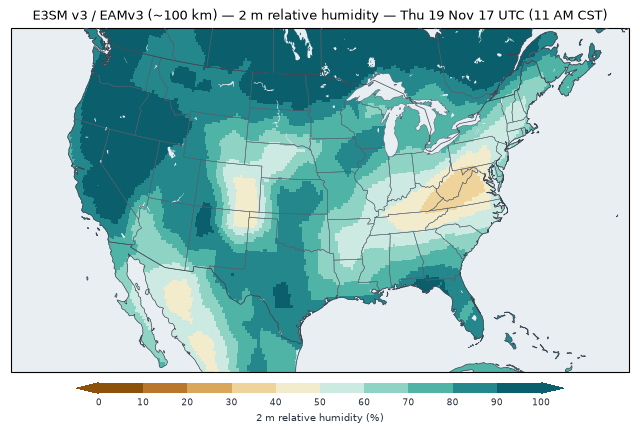 E3SM v3 / EAMv3 (~100 km) — 2 m relative humidity — Thu 19 Nov 17 UTC (11 AM CST)
0 10 20 30 40 50 60 70 80 90 100
2 m relative humidity (%)